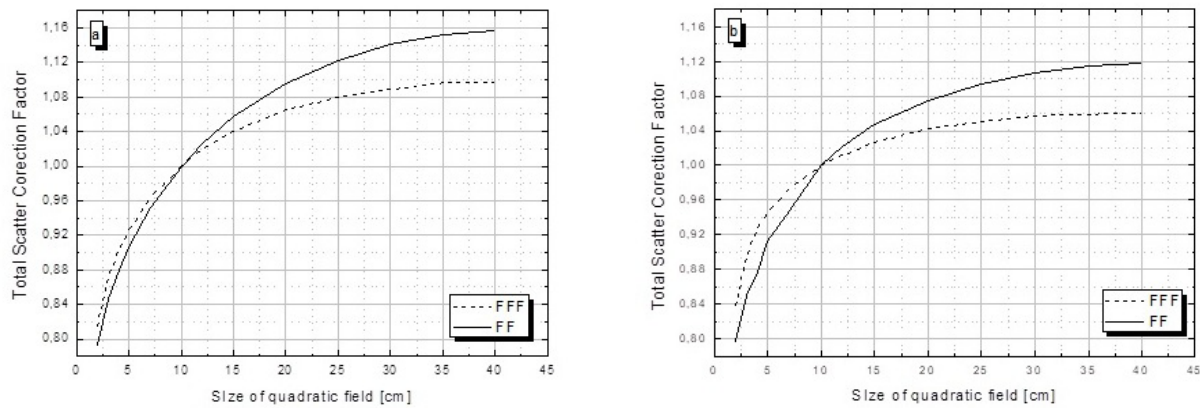 a
Total Scatter Corection Factor
1,16
1,12
1,08
1,04
1,00
0,96
0,92
0,88
0,84
0,80
0 5 10 15 20 25 30 35 40 45
SIze of quadratic field [cm]
FFF
FF
b
Total Scatter Corection Factor
1,16
1,12
1,08
1,04
1,00
0,96
0,92
0,88
0,84
0,80
0 5 10 15 20 25 30 35 40 45
SIze of quadratic field [cm]
FFF
FF